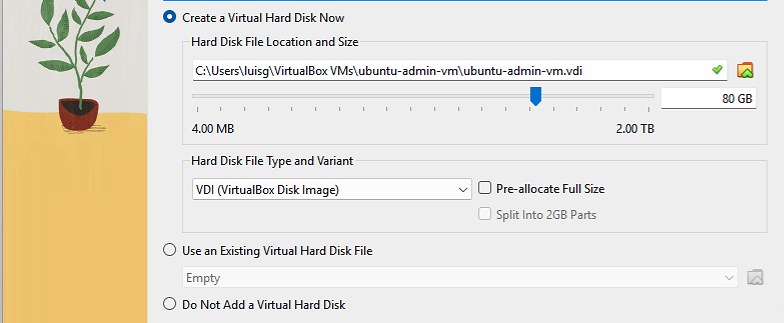 Create a Virtual Hard Disk Now
Hard Disk File Location and Size
C:\Users\luisg\VirtualBox VMs\ubuntu-admin-vm\ubuntu-admin-vm.vdi
80 GB
4.00 MB
2.00 TB
Hard Disk File Type and Variant
VDI (VirtualBox Disk Image)
Pre-allocate Full Size
Split Into 2GB Parts
Use an Existing Virtual Hard Disk File
Empty
Do Not Add a Virtual Hard Disk